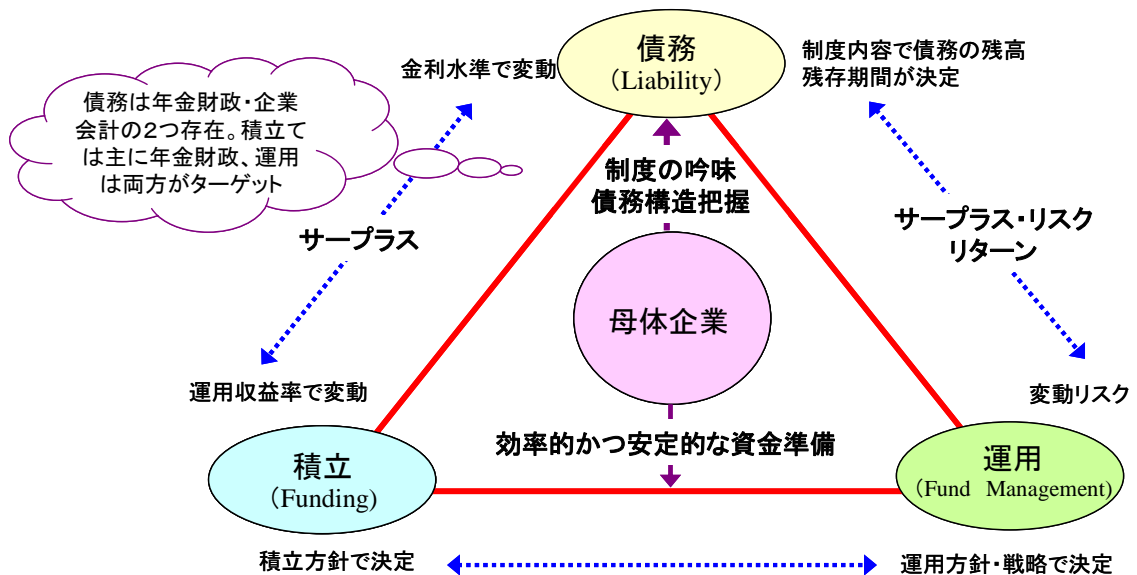 債務
（Liability）
金利水準で変動
制度内容で債務の残高
残存期間が決定
債務は年金財政・企業
会計の２つ存在。積立て
は主に年金財政、運用
は両方がターゲット
制度の吟味
債務構造把握
サープラス
サープラス・リスク
リターン
母体企業
運用収益率で変動
変動リスク
効率的かつ安定的な資金準備
積立
（Funding)
運用
（Fund Management)
積立方針で決定
運用方針・戦略で決定